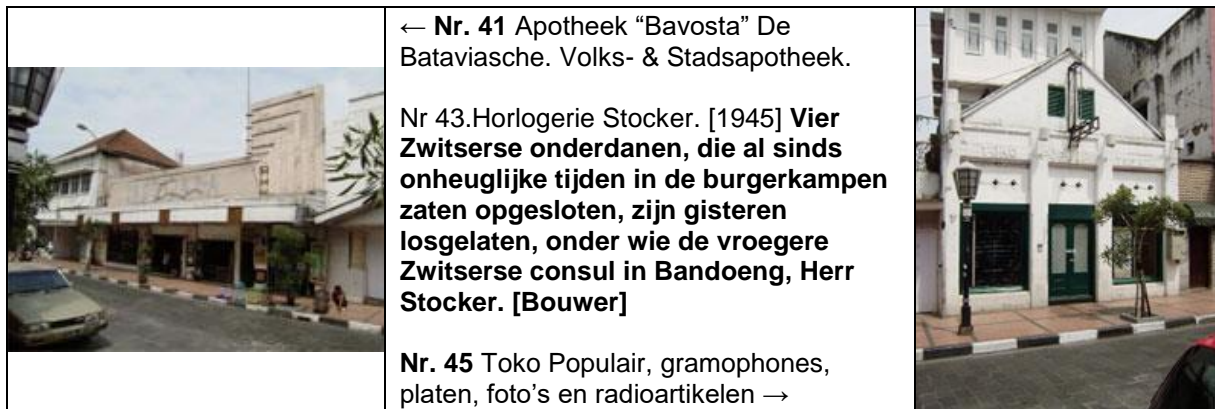 ← Nr. 41 Apotheek “Bavosta” De
Bataviasche. Volks- & Stadsapotheek.
Nr 43.Horlogerie Stocker. [1945] Vier
Zwitserse onderdanen, die al sinds
onheuglijke tijden in de burgerkampen
zaten opgesloten, zijn gisteren
losgelaten, onder wie de vroegere
Zwitserse consul in Bandoeng, Herr
Stocker. [Bouwer]
Nr. 45 Toko Populair, gramophones,
platen, foto’s en radioartikelen →